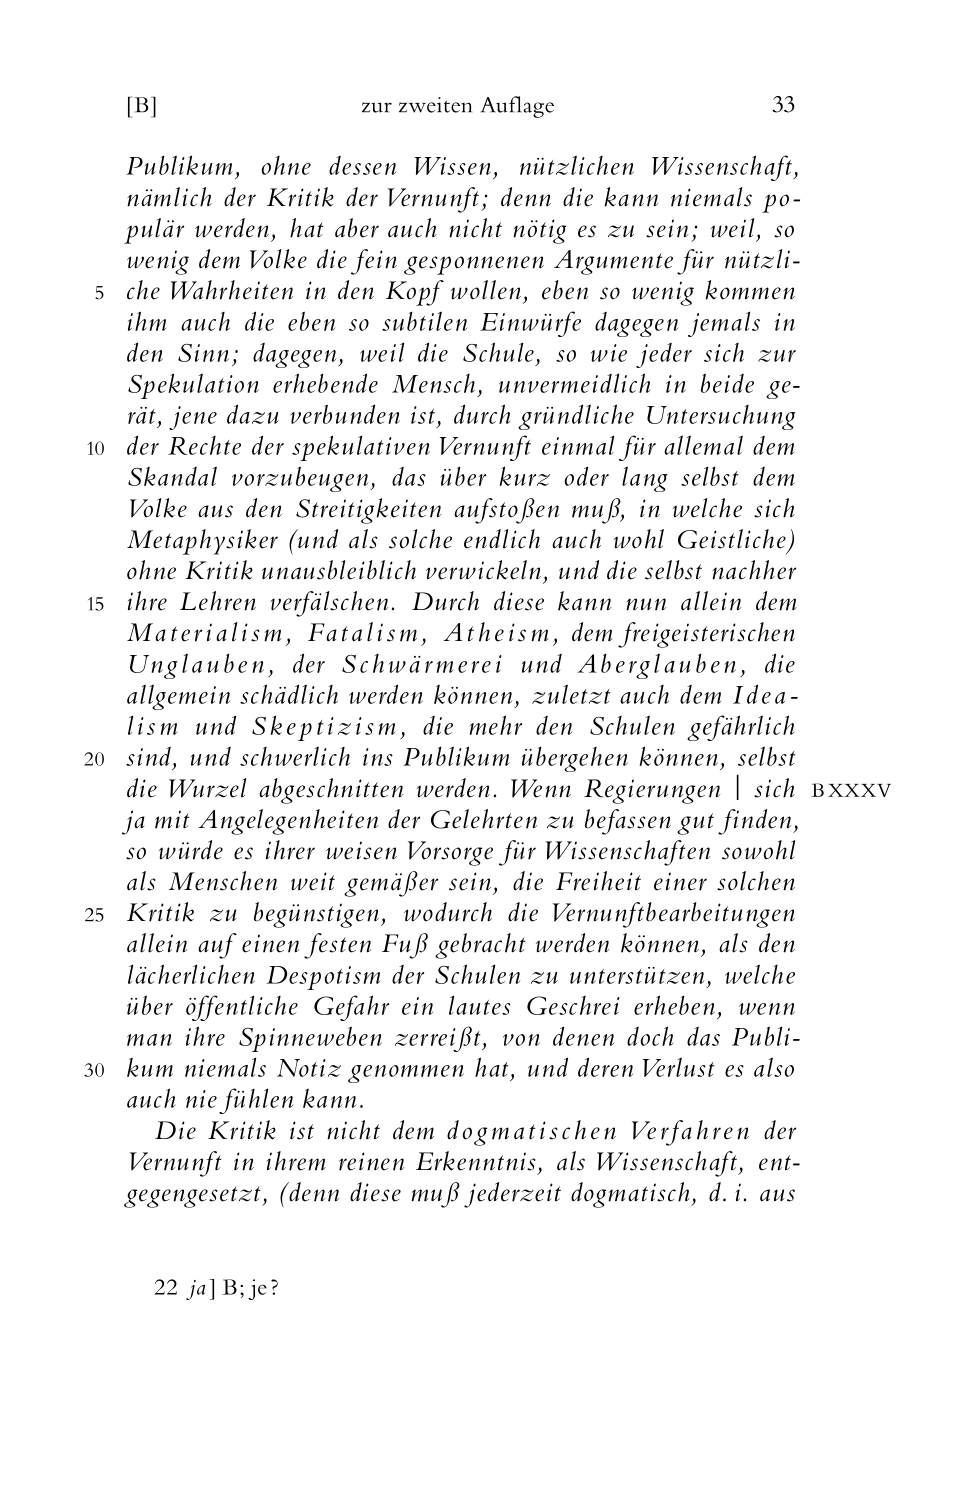 [B] zur zweiten Auflage 33
Publikum, ohne dessen Wissen, nützlichen Wissenschaft,
nämlich der Kritik der Vernunft; denn die kann niemals po-
pulär werden, hat aber auch nicht nötig es zu sein; weil, so
wenig dem Volke die fein gesponnenen Argumente für nützli-
5 che Wahrheiten in den Kopf wollen, eben so wenig kommen
ihm auch die eben so subtilen Einwürfe dagegen jemals in
den Sinn; dagegen, weil die Schule, so wie jeder sich zur
Spekulation erhebende Mensch, unvermeidlich in beide ge-
rät, jene dazu verbunden ist, durch gründliche Untersuchung
10 der Rechte der spekulativen Vernunft einmal für allemal dem
Skandal vorzubeugen, das über kurz oder lang selbst dem
Volke aus den Streitigkeiten aufstoßen muß, in welche sich
Metaphysiker (und als solche endlich auch wohl Geistliche)
ohne Kritik unausbleiblich verwickeln, und die selbst nachher
15 ihre Lehren verfälschen. Durch diese kann nun allein dem
Materialism, Fatalism, Atheism, dem freigeisterischen
Unglauben, der Schwärmerei und Aberglauben, die
allgemein schädlich werden können, zuletzt auch dem Idea-
lism und Skeptizism, die mehr den Schulen gefährlich
20 sind, und schwerlich ins Publikum übergehen können, selbst
die Wurzel abgeschnitten werden. Wenn Regierungen | sich B XXXV
ja mit Angelegenheiten der Gelehrten zu befassen gut finden,
so würde es ihrer weisen Vorsorge für Wissenschaften sowohl
als Menschen weit gemäßer sein, die Freiheit einer solchen
25 Kritik zu begünstigen, wodurch die Vernunftbearbeitungen
allein auf einen festen Fuß gebracht werden können, als den
lächerlichen Despotism der Schulen zu unterstützen, welche
über öffentliche Gefahr ein lautes Geschrei erheben, wenn
man ihre Spinneweben zerreißt, von denen doch das Publi-
30 kum niemals Notiz genommen hat, und deren Verlust es also
auch nie fühlen kann.
Die Kritik ist nicht dem dogmatischen Verfahren der
Vernunft in ihrem reinen Erkenntnis, als Wissenschaft, ent-
gegengesetzt, (denn diese muß jederzeit dogmatisch, d. i. aus
22 ja] B; je?